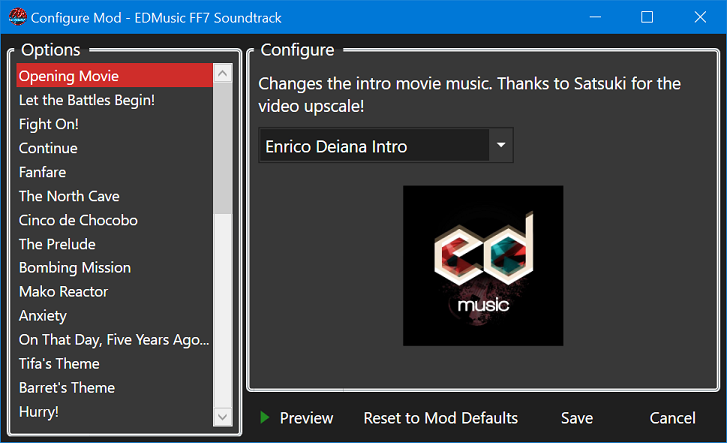 Configure Mod - EDMusic FF7 Soundtrack
Options
Opening Movie
Let the Battles Begin!
Fight On!
Continue
Fanfare
The North Cave
Cinco de Chocobo
The Prelude
Bombing Mission
Mako Reactor
Anxiety
On That Day, Five Years Ago...
Tifa's Theme
Barret's Theme
Hurry!
Configure
Changes the intro movie music. Thanks to Satsuki for the
video upscale!
Enrico Deiana Intro
ed
music
Preview
Reset to Mod Defaults
Save
Cancel